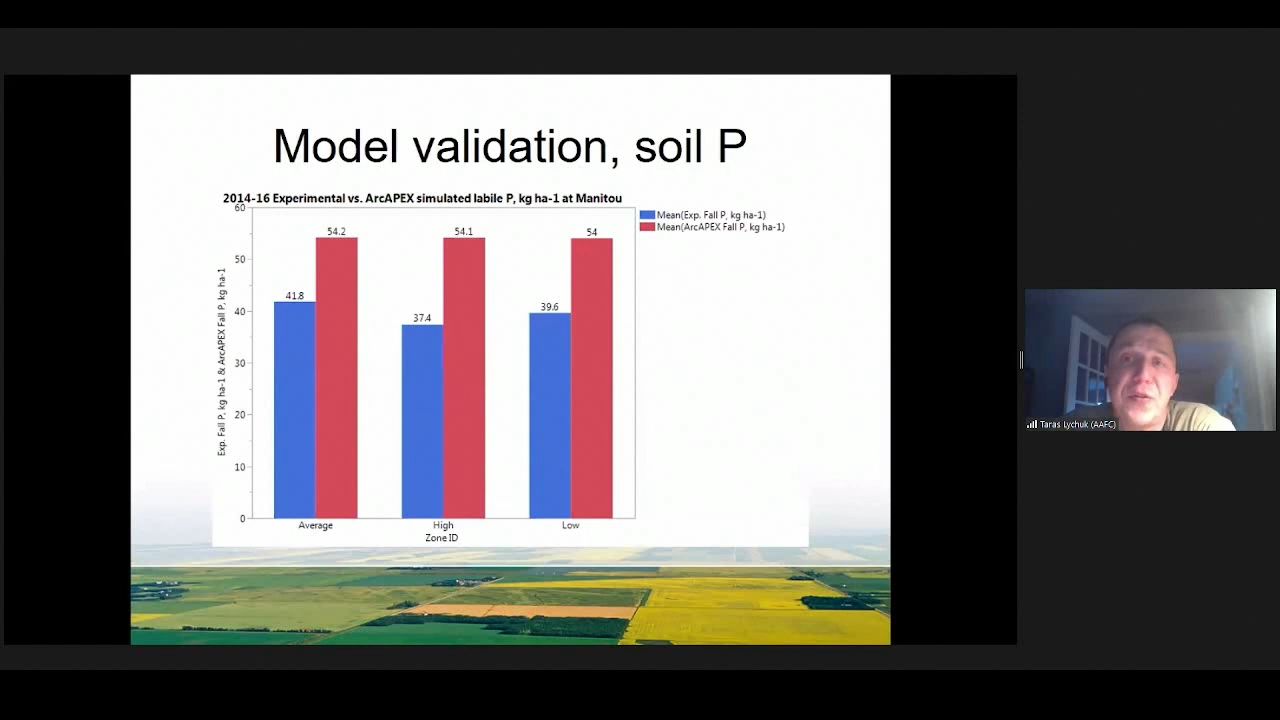 Model validation, soil P
2014-16 Experimental vs. ArcAPEX simulated labile P, kg ha-1 at Manitou
Mean(Exp. Fall P, kg ha-1)
Mean(ArcAPEX Fall P, kg ha-1)
Exp. Fall P, kg ha-1 & ArcAPEX Fall P, kg ha-1
60
50
40
30
20
10
0
41.8
54.2
37.4
54.1
39.6
54
Average
High
Low
Zone ID
Taras Lychuk (AAFC)